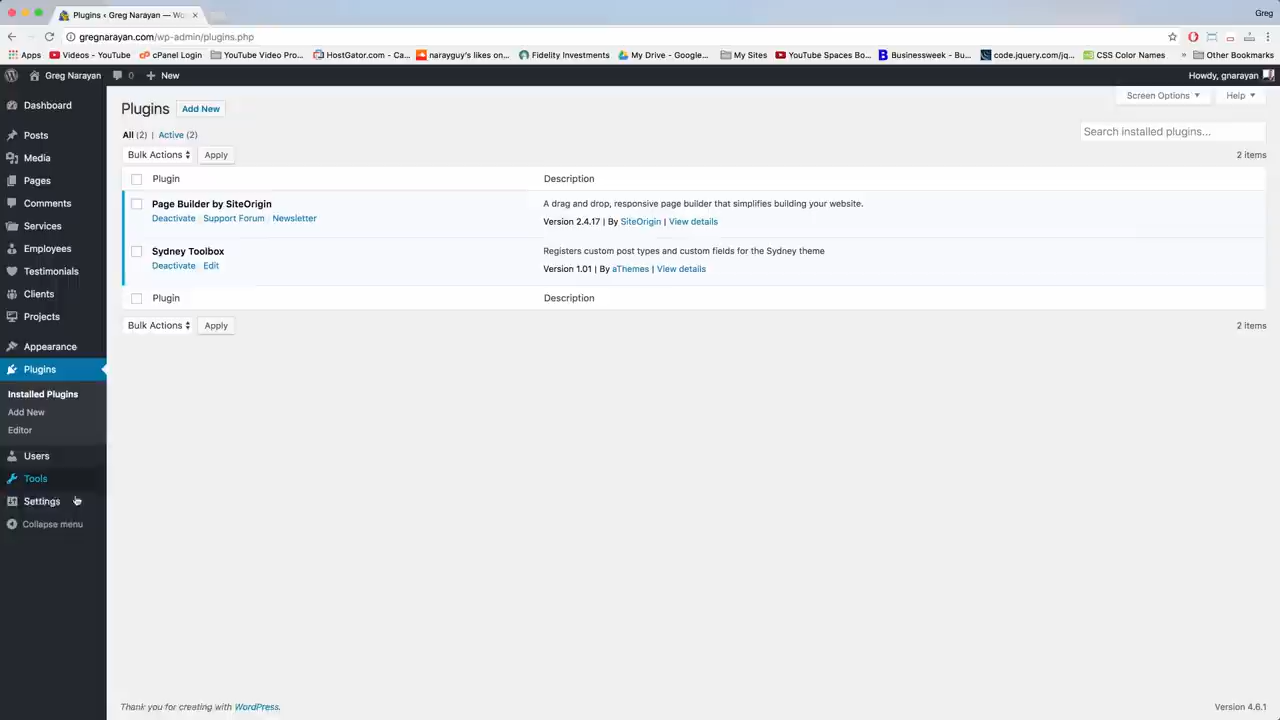 Plugins ‹ Greg Narayan — Wo
Greg
gregnarayan.com/wp-admin/plugins.php
Apps Videos - YouTube cPanel Login YouTube Video Pro... HostGator.com - Ca... narayguy's likes on... Fidelity Investments My Drive - Google... My Sites YouTube Spaces Bo... Businessweek - Bu... code.jquery.com/jq... CSS Color Names » Other Bookmarks
Greg Narayan 0 + New Howdy, gnarayan
Dashboard
Posts
Media
Pages
Comments
Services
Employees
Testimonials
Clients
Projects
Appearance
Plugins
Installed Plugins
Add New
Editor
Users
Tools
Settings
Collapse menu
Screen Options Help
Plugins Add New
All (2) | Active (2)
Search installed plugins...
Bulk Actions Apply 2 items
Plugin Description
Page Builder by SiteOrigin A drag and drop, responsive page builder that simplifies building your website.
Deactivate Support Forum Newsletter Version 2.4.17 | By SiteOrigin | View details
Sydney Toolbox Registers custom post types and custom fields for the Sydney theme
Deactivate Edit Version 1.01 | By aThemes | View details
Plugin Description
Bulk Actions Apply 2 items
Thank you for creating with WordPress. Version 4.6.1